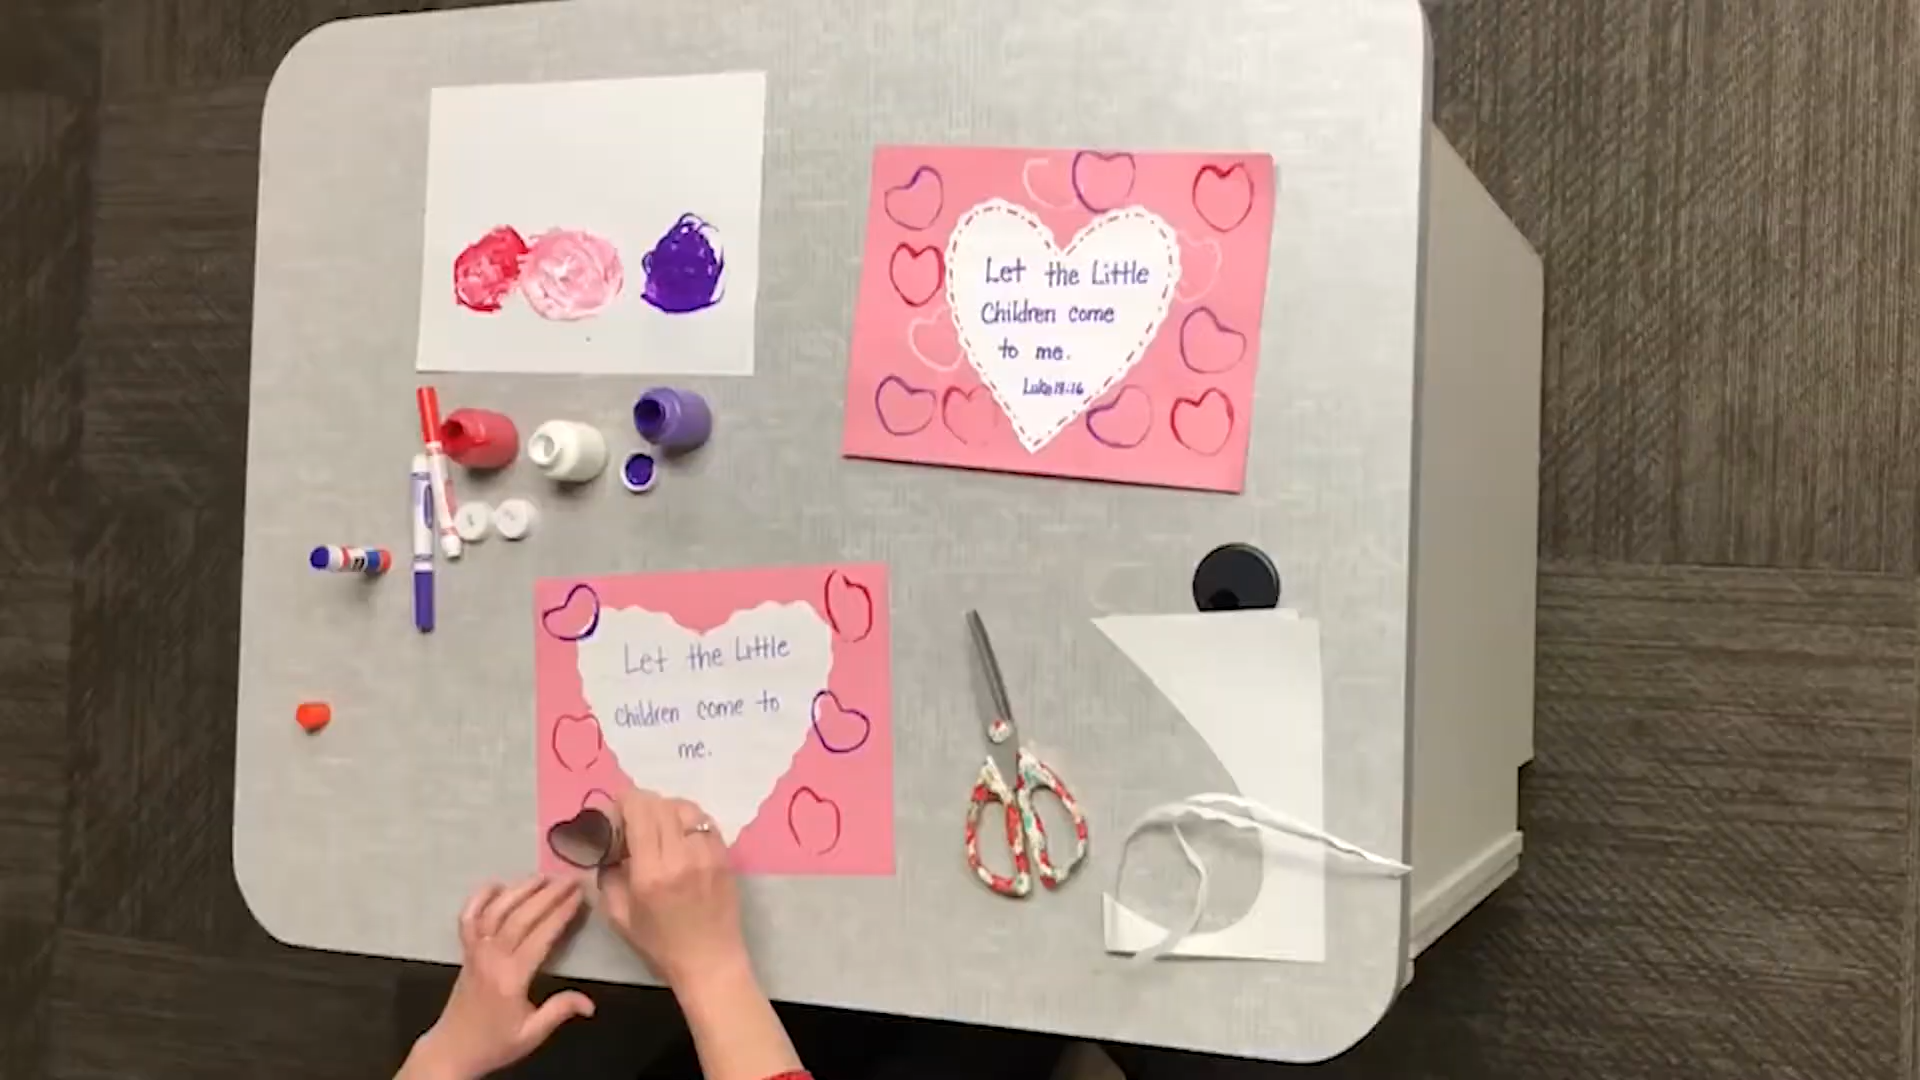 Let the Little
Children come
to me.
Luke 18:16
Let the Little
children come to
me.